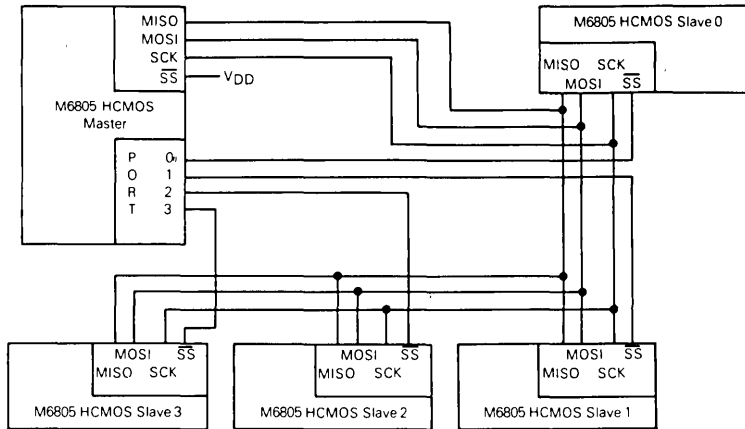 MISO
MOSI
SCK
SS
VDD
M6805 HCMOS
Master
P 0
O 1
R 2
T 3
M6805 HCMOS Slave 0
MISO SCK
MOSI SS
MOSI SS
MISO SCK
M6805 HCMOS Slave 3
MOSI SS
MISO SCK
M6805 HCMOS Slave 2
MOSI SS
MISO SCK
M6805 HCMOS Slave 1